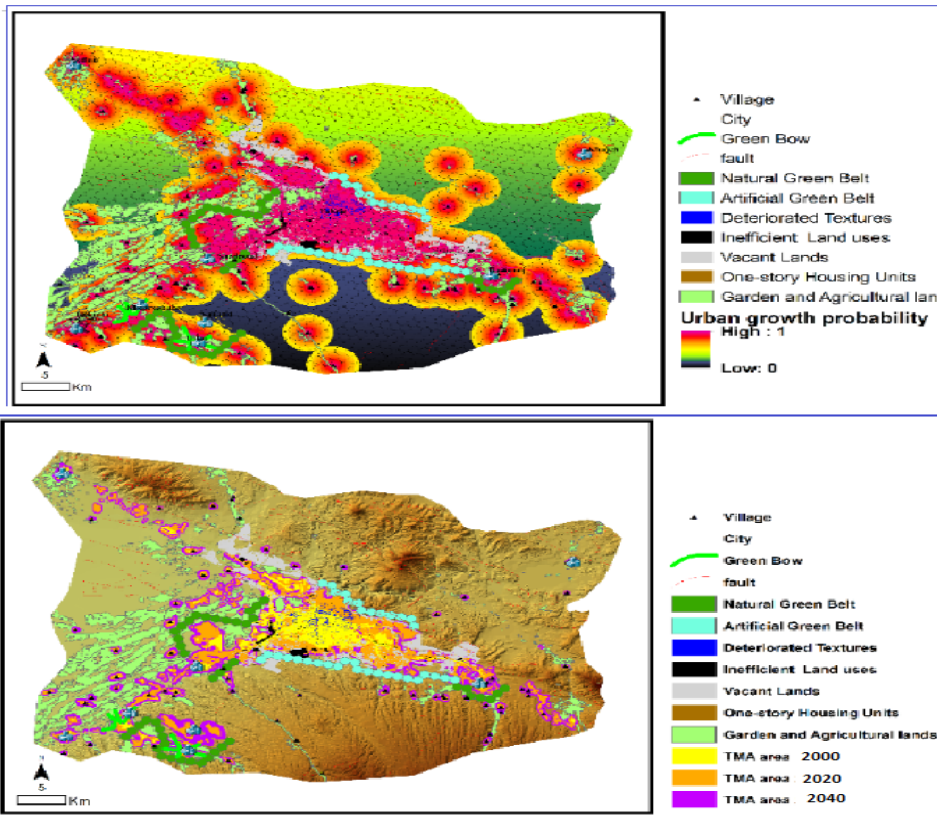 Village
City
Green Bow
fault
Natural Green Belt
Artificial Green Belt
Deteriorated Textures
Inefficient Land uses
Vacant Lands
One-story Housing Units
Garden and Agricultural lan
Urban growth probability
High : 1
Low: 0
5
Km
Village
City
Green Bow
fault
Natural Green Belt
Artificial Green Belt
Deteriorated Textures
Inefficient Land uses
Vacant Lands
One-story Housing Units
Garden and Agricultural lands
TMA area 2000
TMA area : 2020
TMA area : 2040
5
Km